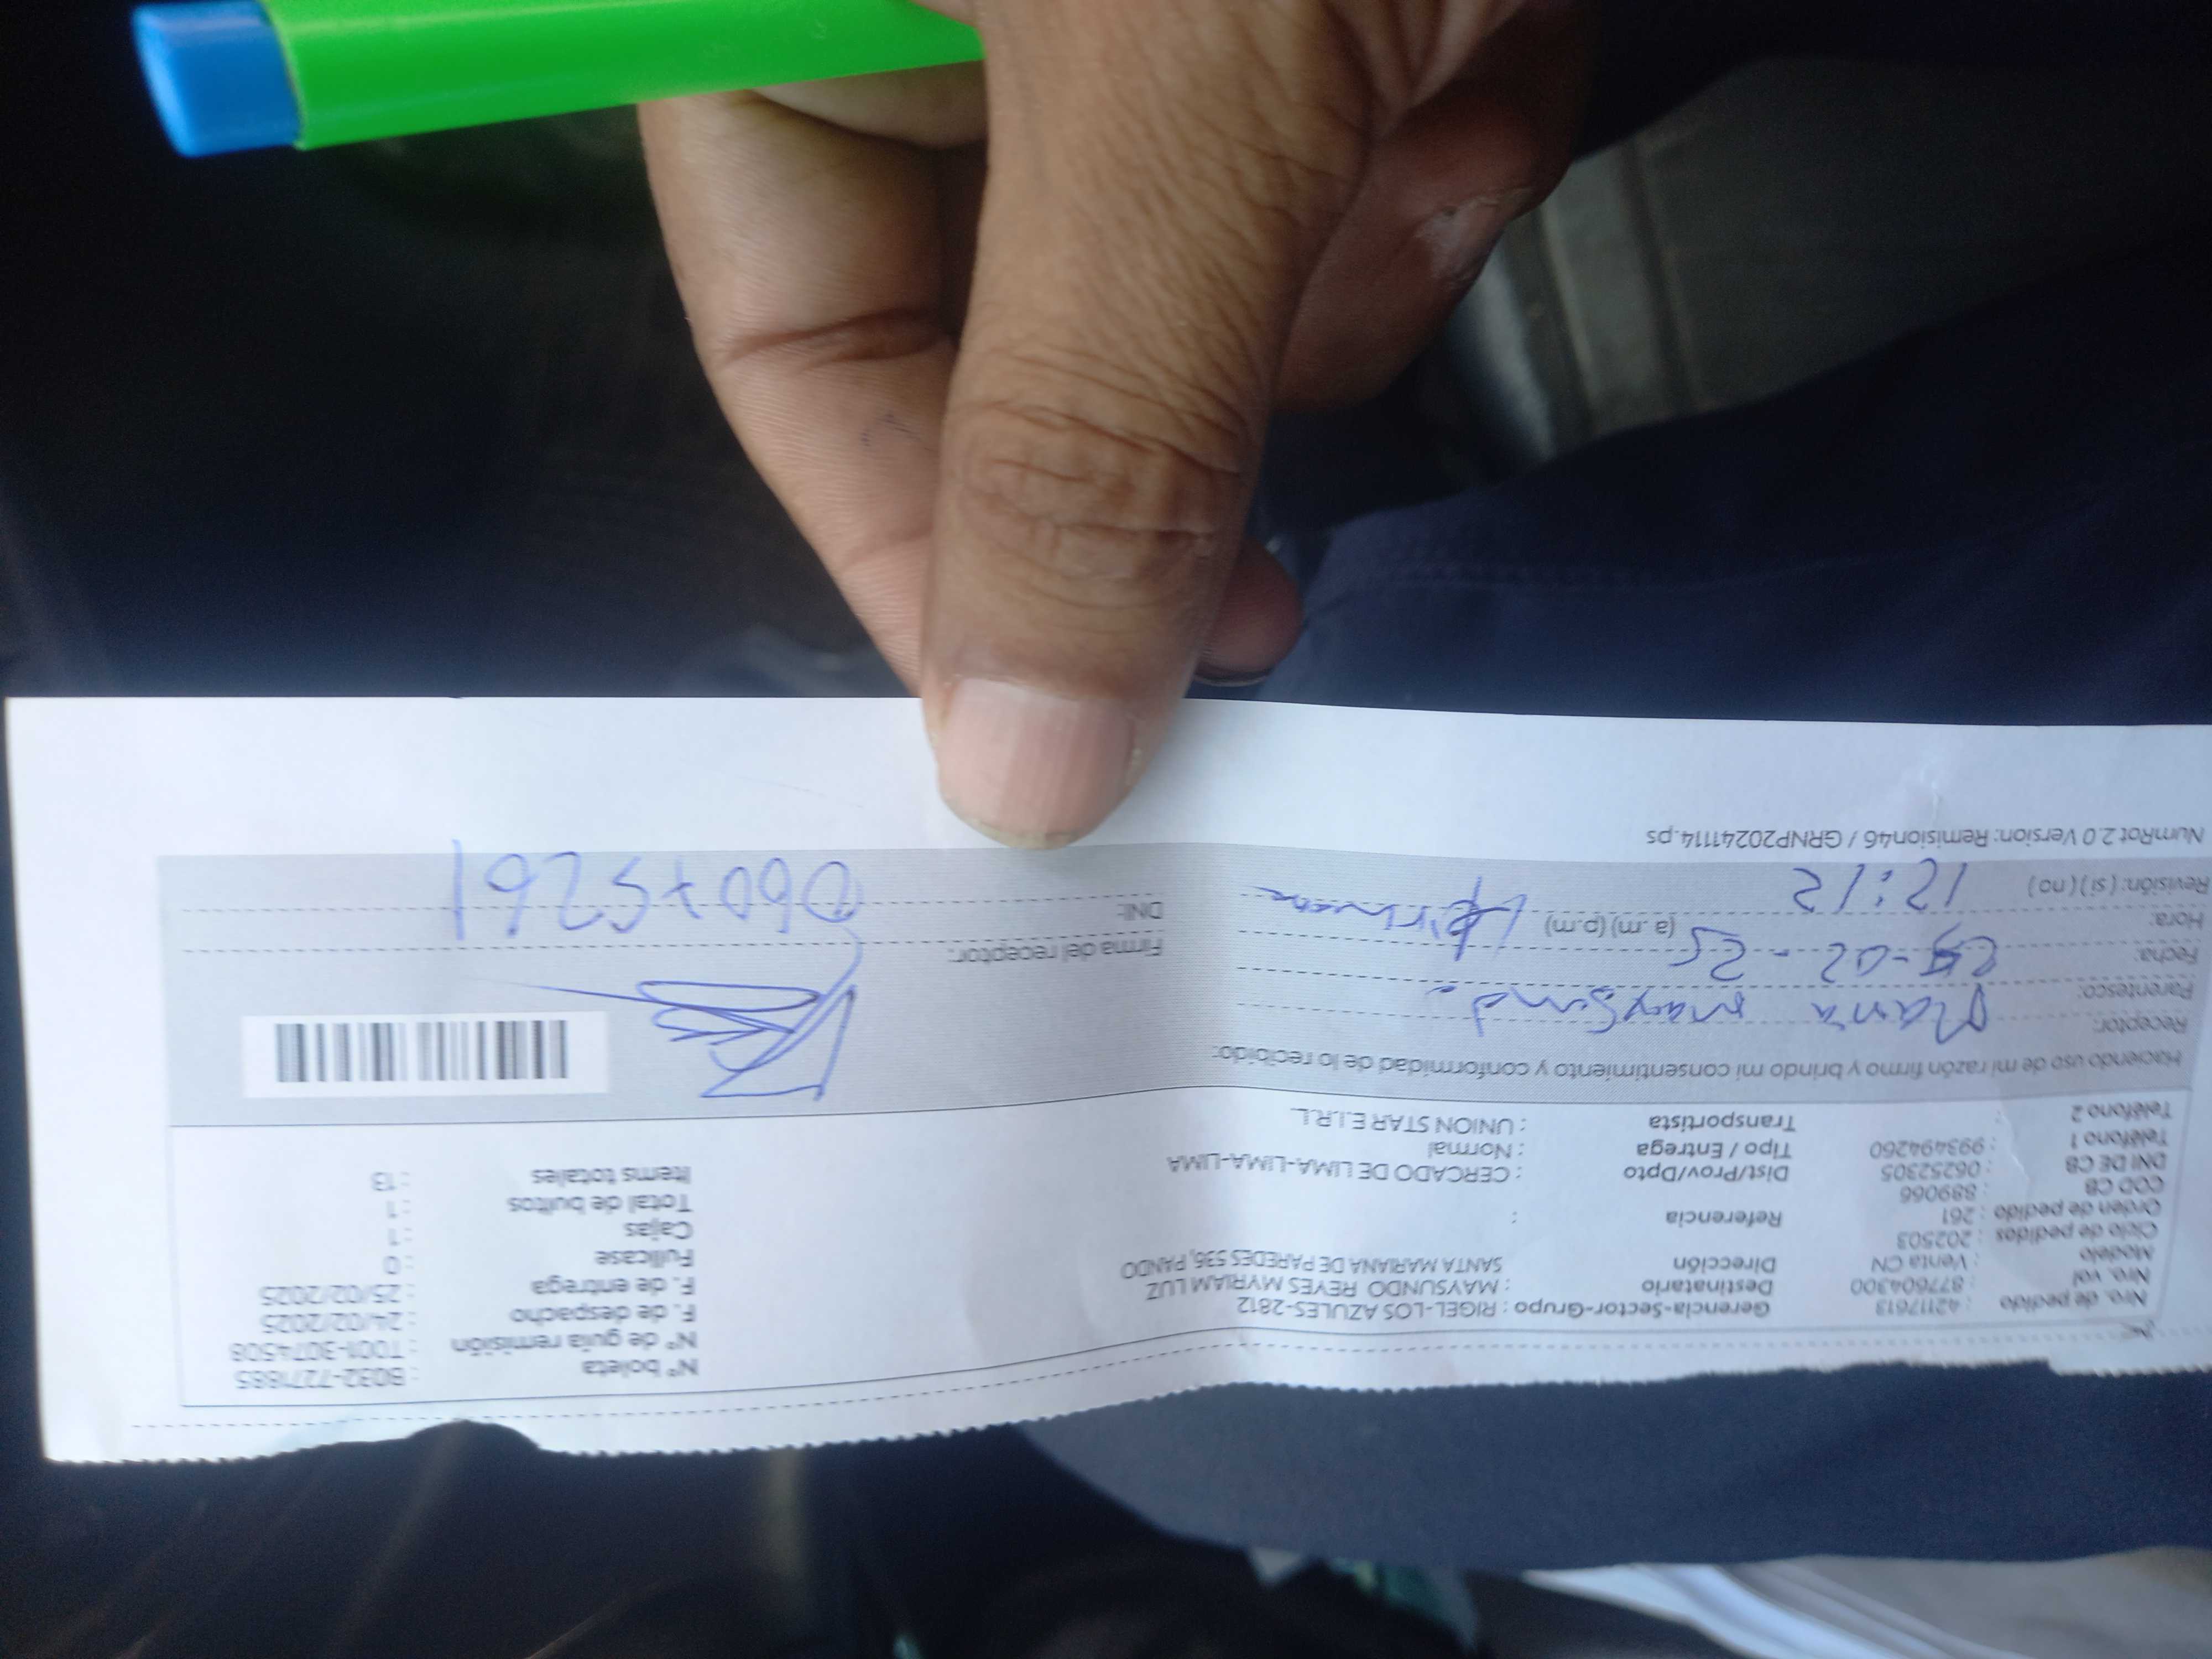 Nro. de pedido : 42117613 Gerencia-Sector-Grupo : RIGEL-LOS AZULES-2812 N° boleta : B032-7271885
Nro. vol : 877604300 Destinatario : MAYSUNDO REYES MYRIAM LUZ N° de guía remisión : T001-3074508
Modelo : Venta CN Dirección SANTA MARIANA DE PAREDES 536, PANDO F. de despacho : 24/02/2025
Ciclo de pedidos : 202503 F. de entrega : 25/02/2025
Orden de pedido : 261 Referencia : Fullcase : 0
COD CB : 889066 Cajas : 1
DNI DE CB : 06252305 Dist/Prov/Dpto : CERCADO DE LIMA-LIMA-LIMA Total de bultos : 1
Teléfono 1 : 993494260 Tipo / Entrega : Normal Items totales : 13
Teléfono 2 : Transportista : UNION STAR E.I.R.L.
Haciendo uso de mi razón firmo y brindo mi consentimiento y conformidad de lo recibido:
Receptor: Maria
Parentesco:
Fecha: -02-25 Firma del receptor:
Hora: (a.m) (p.m) DNI: 06075261
Revisión: ( si ) ( no ) 12:12
NumRot 2.0 Version: Remision46 / GRNP20241114.ps